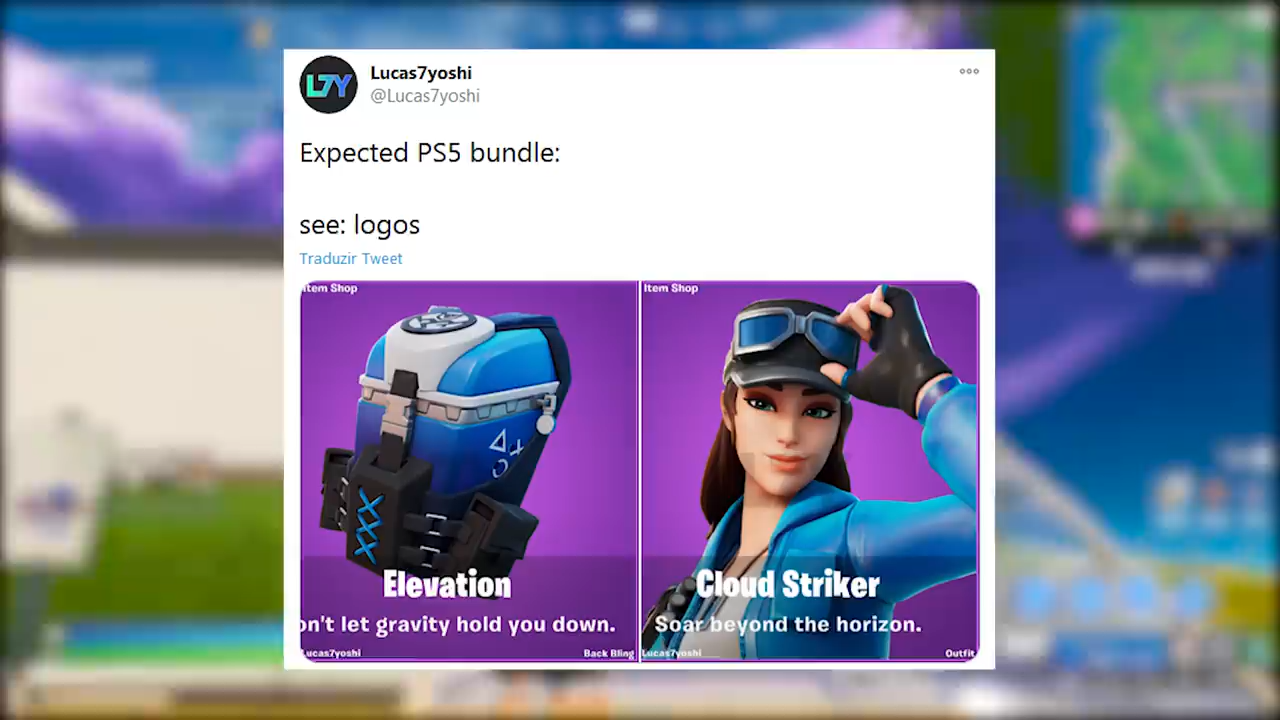 L7Y
Lucas7yoshi
@Lucas7yoshi
Expected PS5 bundle:
see: logos
Traduzir Tweet
Item Shop
Elevation
on't let gravity hold you down.
Lucas7yoshi
Back Bling
Item Shop
Cloud Striker
Soar beyond the horizon.
Lucas7yoshi
Outfit